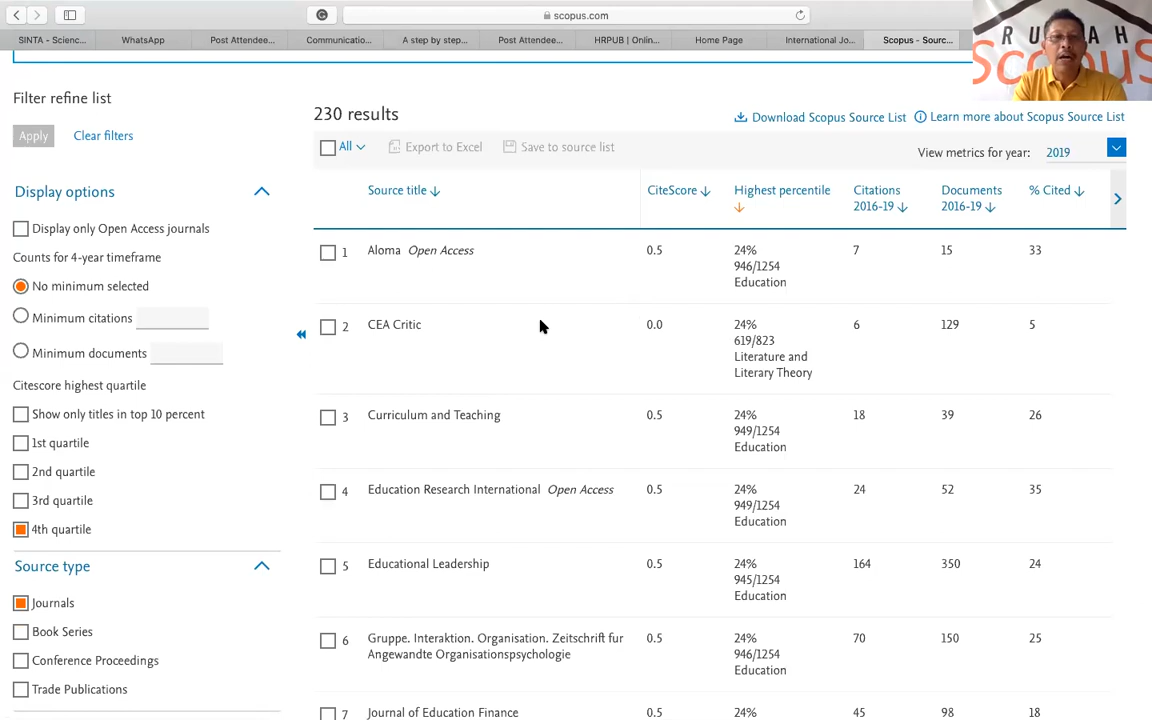 scopus.com
SINTA - Scienc...
WhatsApp
Post Attendee...
Communicatio...
A step by step...
Post Attendee...
HRPUB | Onlin...
Home Page
International Jo...
Scopus - Sourc...
R U
A H
Scopus
Filter refine list
Apply
Clear filters
Display options
Display only Open Access journals
Counts for 4-year timeframe
No minimum selected
Minimum citations
Minimum documents
Citescore highest quartile
Show only titles in top 10 percent
1st quartile
2nd quartile
3rd quartile
4th quartile
Source type
Journals
Book Series
Conference Proceedings
Trade Publications
230 results
Download Scopus Source List
Learn more about Scopus Source List
All
Export to Excel
Save to source list
View metrics for year:
2019
Source title
CiteScore
Highest percentile
Citations
2016-19
Documents
2016-19
% Cited
1
Aloma Open Access
0.5
24%
946/1254
Education
7
15
33
2
CEA Critic
0.0
24%
619/823
Literature and
Literary Theory
6
129
5
3
Curriculum and Teaching
0.5
24%
949/1254
Education
18
39
26
4
Education Research International Open Access
0.5
24%
949/1254
Education
24
52
35
5
Educational Leadership
0.5
24%
945/1254
Education
164
350
24
6
Gruppe. Interaktion. Organisation. Zeitschrift fur
Angewandte Organisationspsychologie
0.5
24%
946/1254
Education
70
150
25
7
Journal of Education Finance
0.5
24%
45
98
18